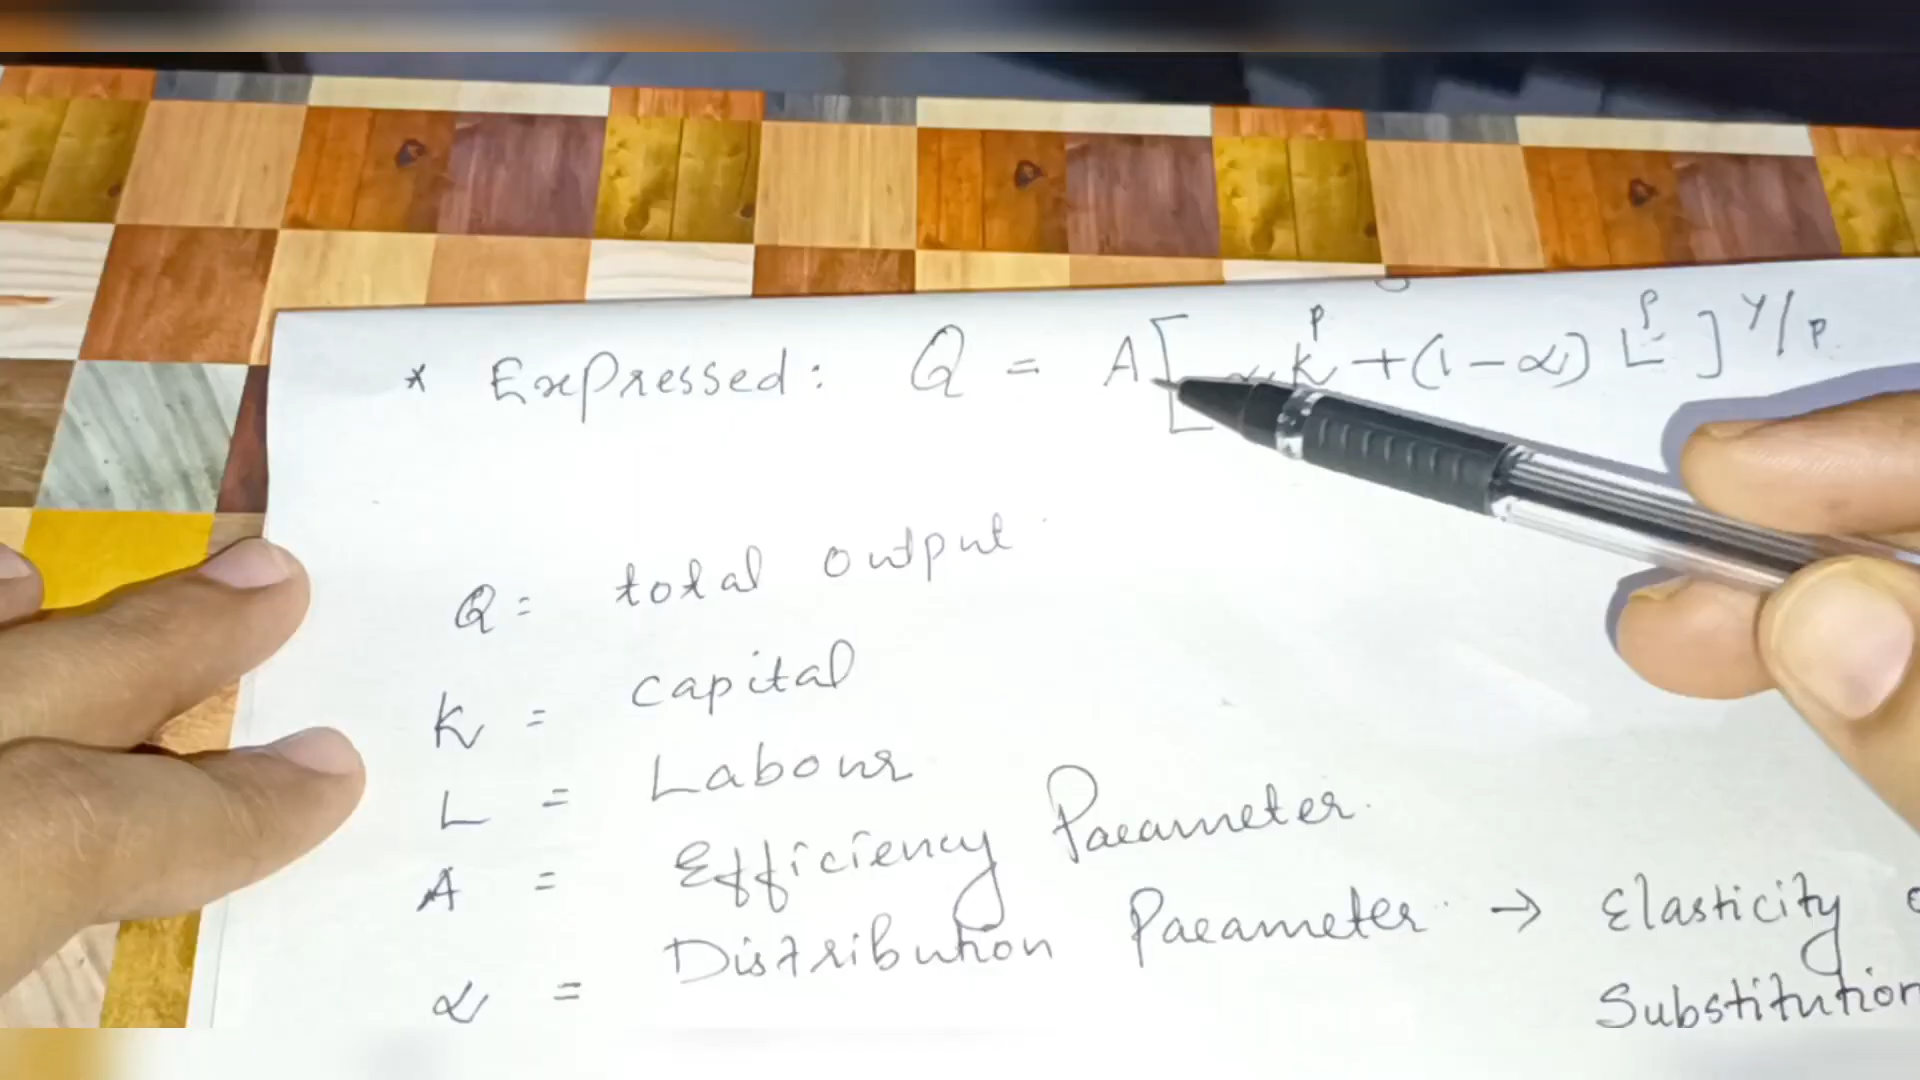 * Expressed: Q = A[αk^ρ + (1-α) L^ρ]^γ/ρ
Q = total output
K = capital
L = Labour
A = Efficiency Parameter.
α = Distribution Parameter → Elasticity
Substitution